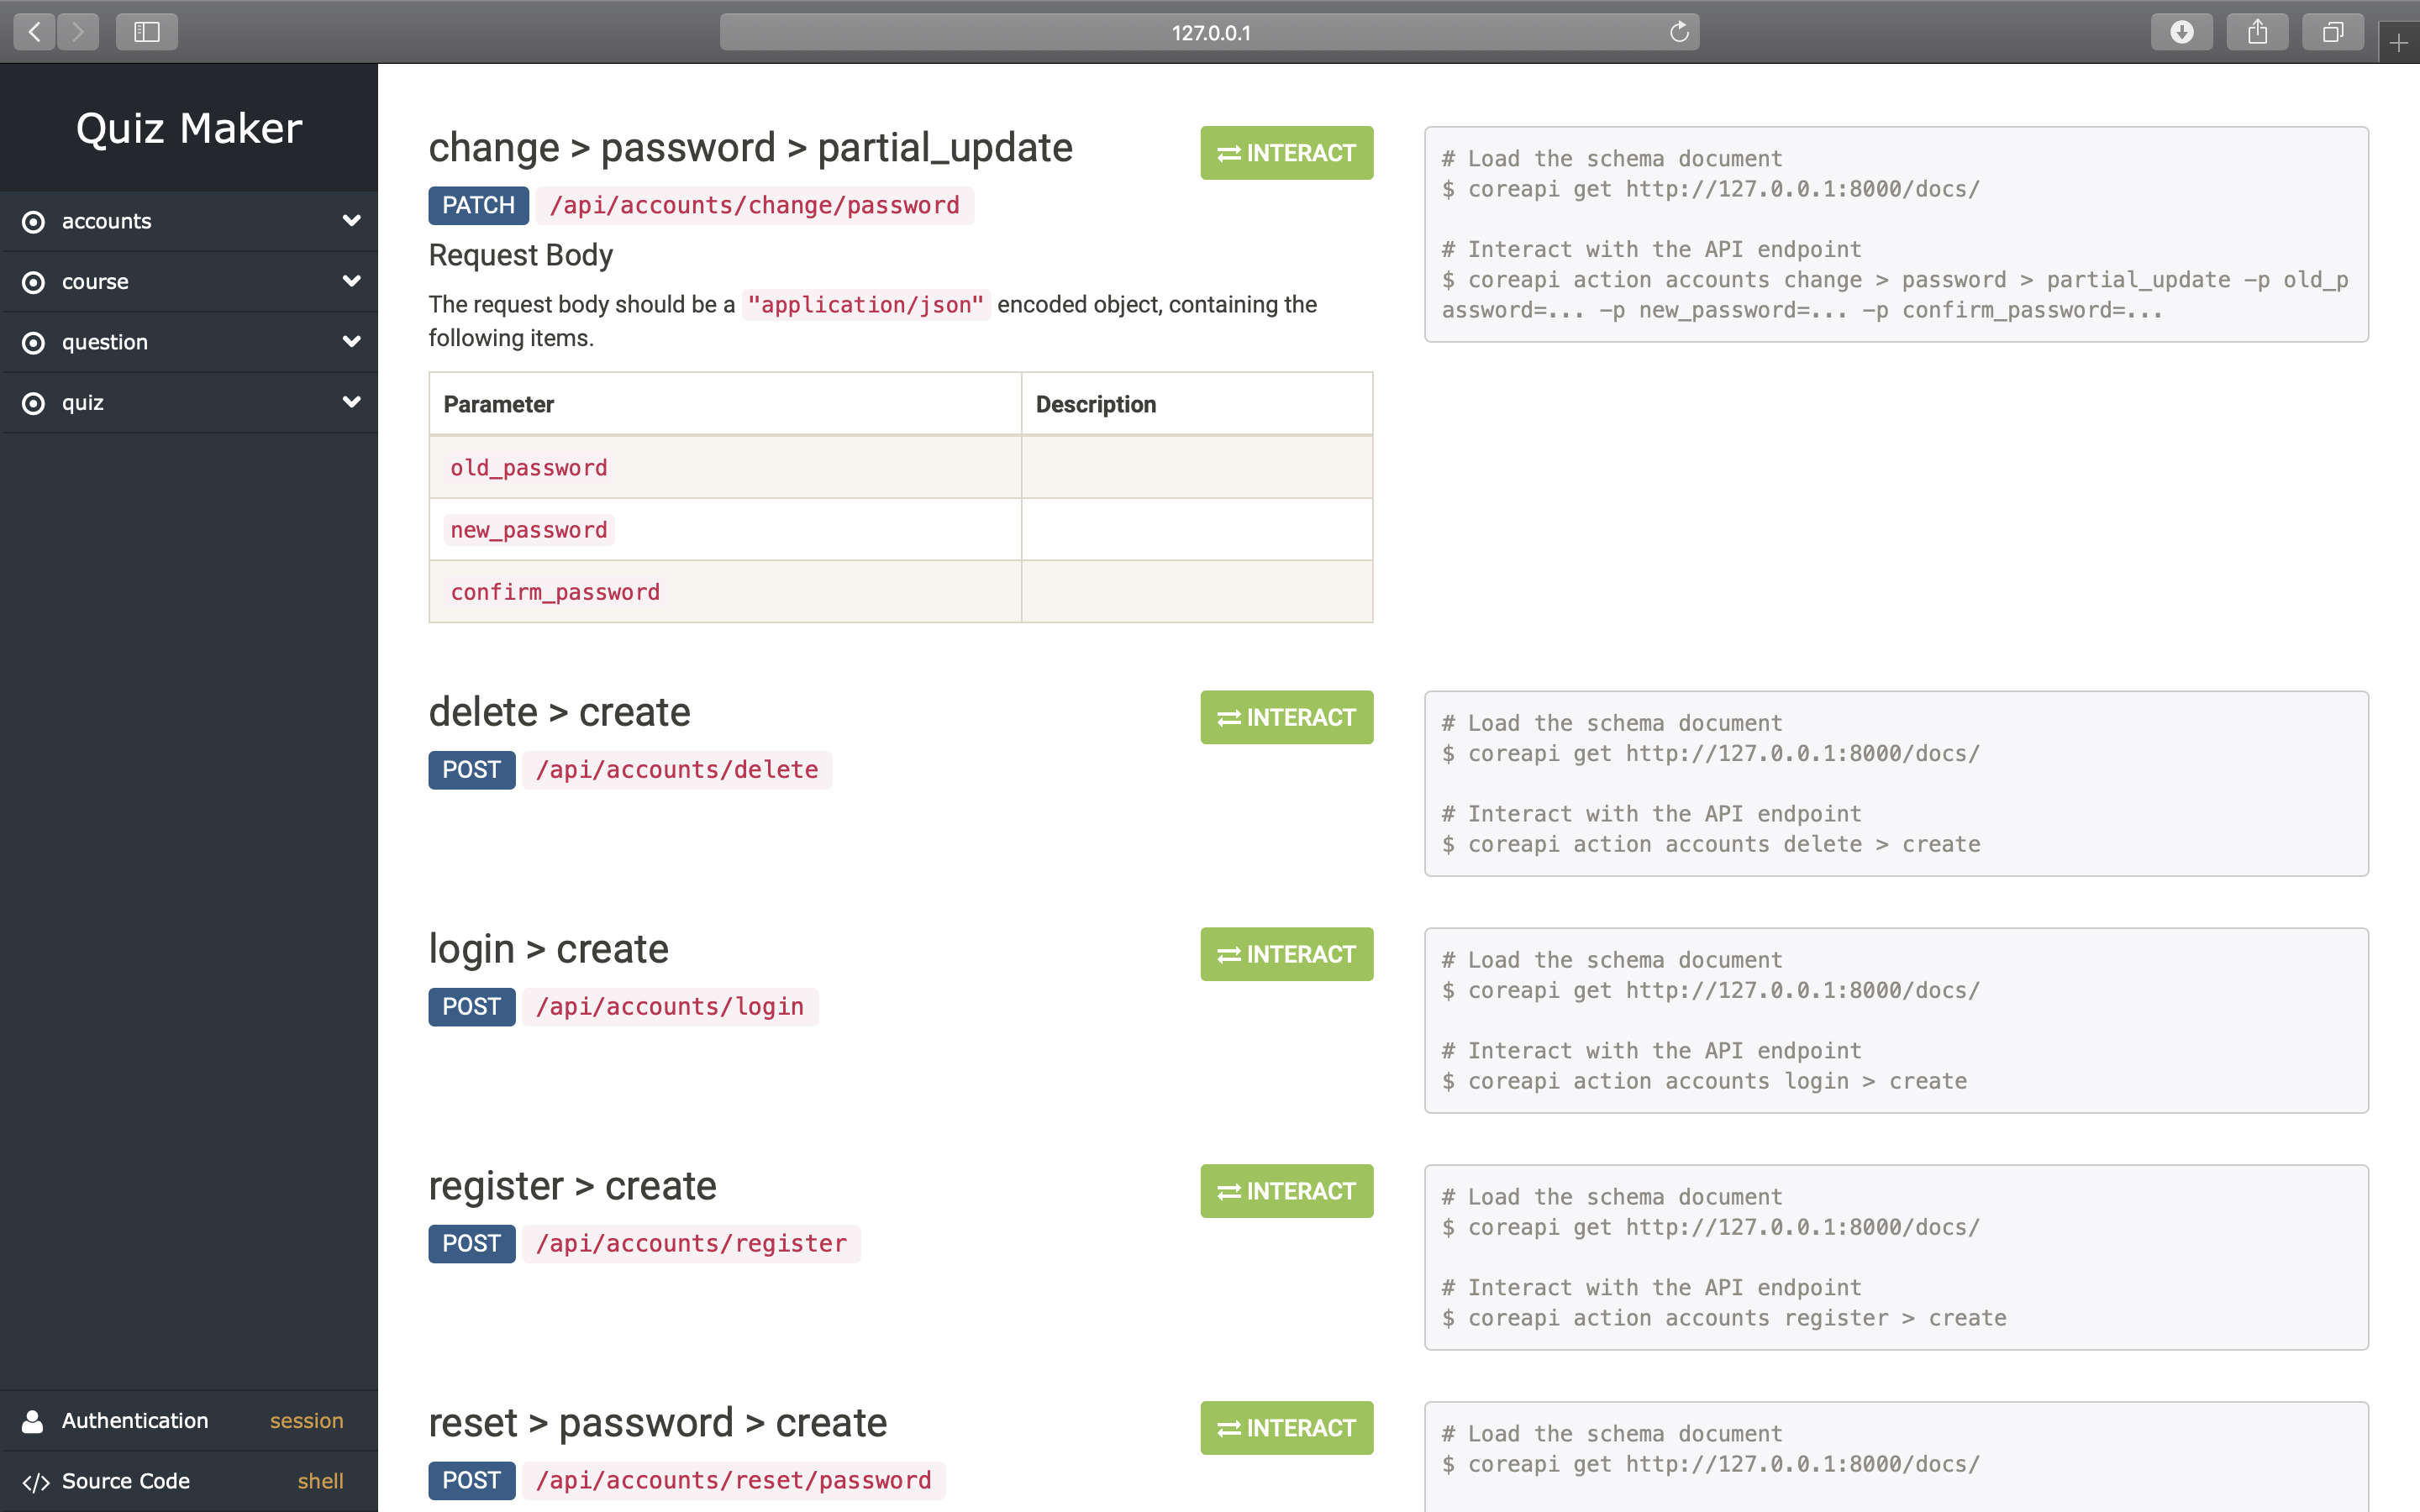 127.0.0.1
Quiz Maker
accounts
course
question
quiz
Authentication session
Source Code shell
change > password > partial_update
INTERACT
PATCH /api/accounts/change/password
Request Body
The request body should be a "application/json" encoded object, containing the
following items.
Parameter Description
old_password
new_password
confirm_password
# Load the schema document
$ coreapi get http://127.0.0.1:8000/docs/
# Interact with the API endpoint
$ coreapi action accounts change > password > partial_update -p old_p
assword=... -p new_password=... -p confirm_password=...
delete > create
INTERACT
POST /api/accounts/delete
# Load the schema document
$ coreapi get http://127.0.0.1:8000/docs/
# Interact with the API endpoint
$ coreapi action accounts delete > create
login > create
INTERACT
POST /api/accounts/login
# Load the schema document
$ coreapi get http://127.0.0.1:8000/docs/
# Interact with the API endpoint
$ coreapi action accounts login > create
register > create
INTERACT
POST /api/accounts/register
# Load the schema document
$ coreapi get http://127.0.0.1:8000/docs/
# Interact with the API endpoint
$ coreapi action accounts register > create
reset > password > create
INTERACT
POST /api/accounts/reset/password
# Load the schema document
$ coreapi get http://127.0.0.1:8000/docs/